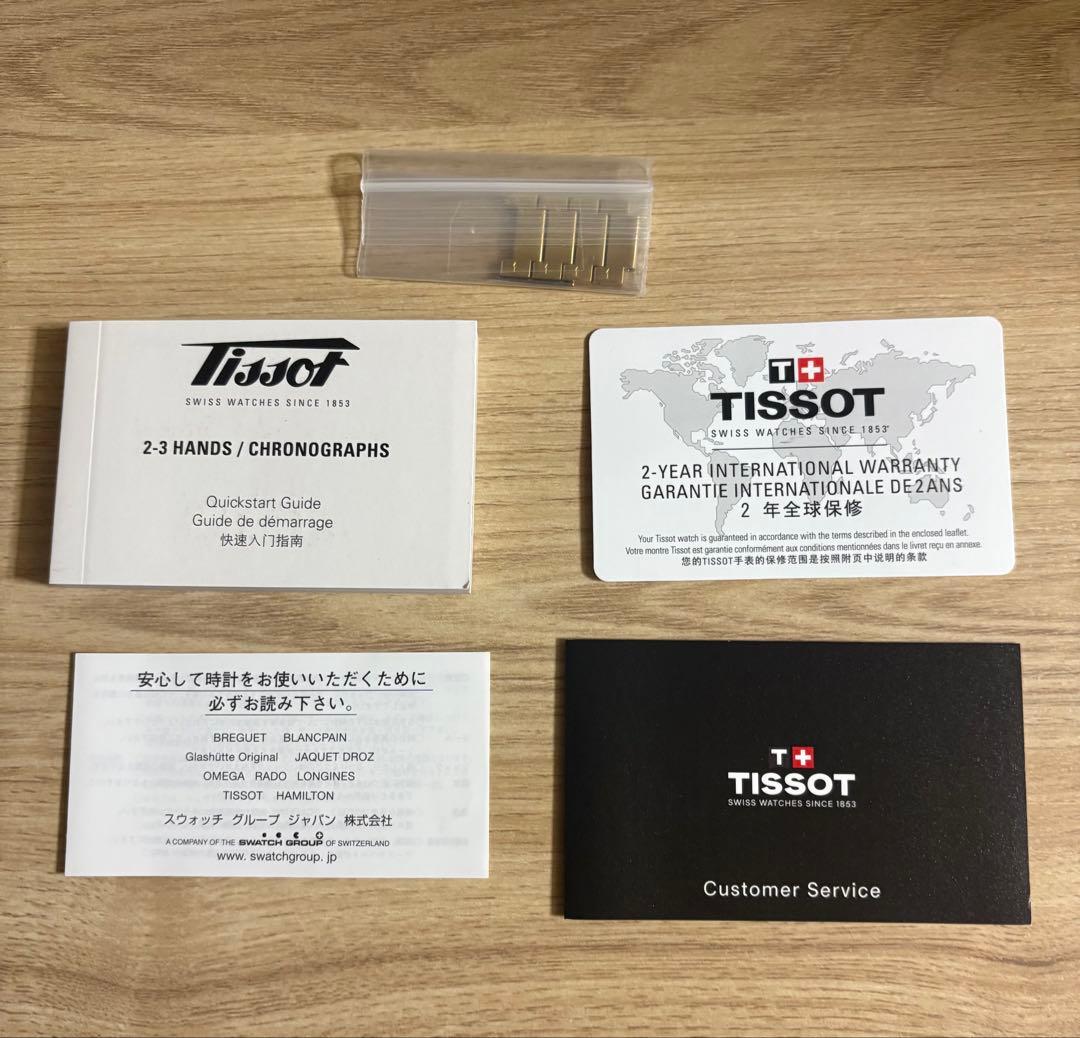 Tissot
SWISS WATCHES SINCE 1853
2-3 HANDS / CHRONOGRAPHS
Quickstart Guide
Guide de démarrage
快速入门指南
T+
TISSOT
SWISS WATCHES SINCE 1853
2-YEAR INTERNATIONAL WARRANTY
GARANTIE INTERNATIONALE DE 2 ANS
2 年全球保修
Your Tissot watch is guaranteed in accordance with the terms described in the enclosed leaflet.
Votre montre Tissot est garantie conformément aux conditions mentionnées dans le livret reçu en annexe.
您的TISSOT手表的保修范围是按照附页中说明的条款
安心して時計をお使いいただくために
必ずお読み下さい。
BREGUET BLANCPAIN
Glashütte Original JAQUET DROZ
OMEGA RADO LONGINES
TISSOT HAMILTON
スウォッチ グループ ジャパン 株式会社
A COMPANY OF THE SWATCH GROUP OF SWITZERLAND
www. swatchgroup. jp
T+
TISSOT
SWISS WATCHES SINCE 1853
Customer Service